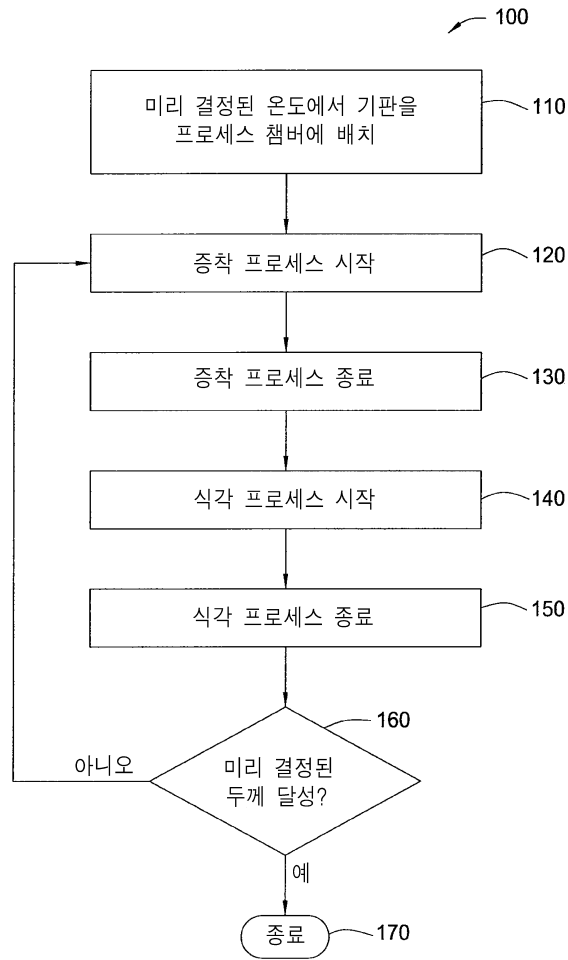 100
미리 결정된 온도에서 기판을
프로세스 챔버에 배치
110
증착 프로세스 시작
120
증착 프로세스 종료
130
식각 프로세스 시작
140
식각 프로세스 종료
150
160
미리 결정된
두께 달성?
아니오
예
종료
170